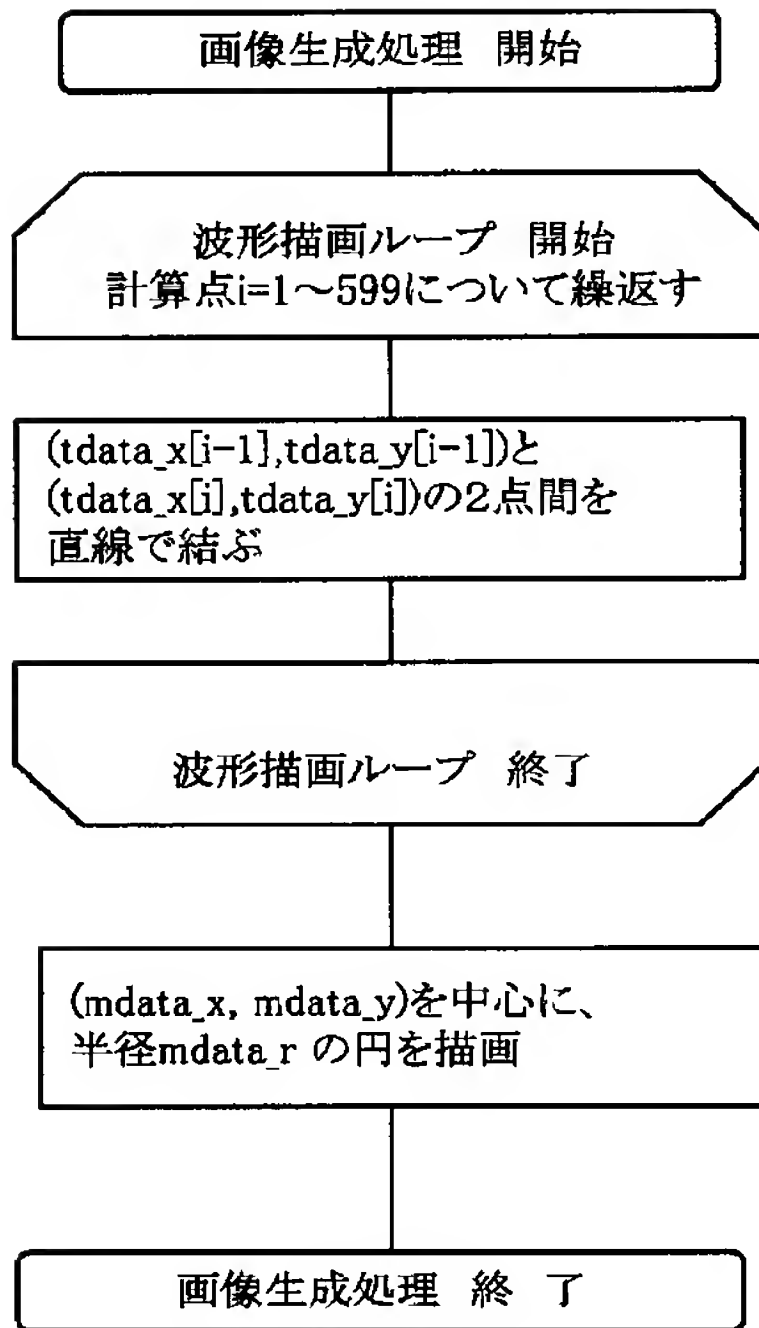 画像生成処理 開始
波形描画ループ 開始
計算点i=1～599について繰返す
(tdata_x[i-1],tdata_y[i-1])と
(tdata_x[i],tdata_y[i])の2点間を
直線で結ぶ
波形描画ループ 終了
(mdata_x, mdata_y)を中心に、
半径mdata_r の円を描画
画像生成処理 終 了